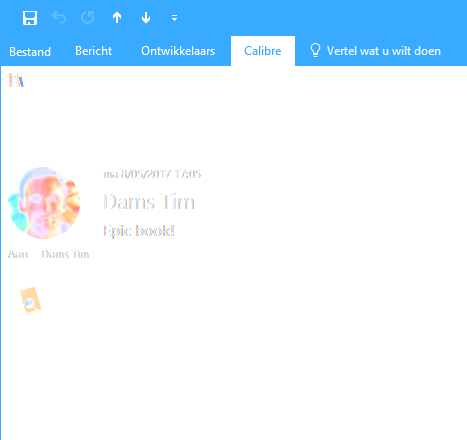 Bestand Bericht Ontwikkelaars Calibre Vertel wat u wilt doen
ma 8/05/2017 17:05
Dams Tim
Epic book!
Aan Dams Tim